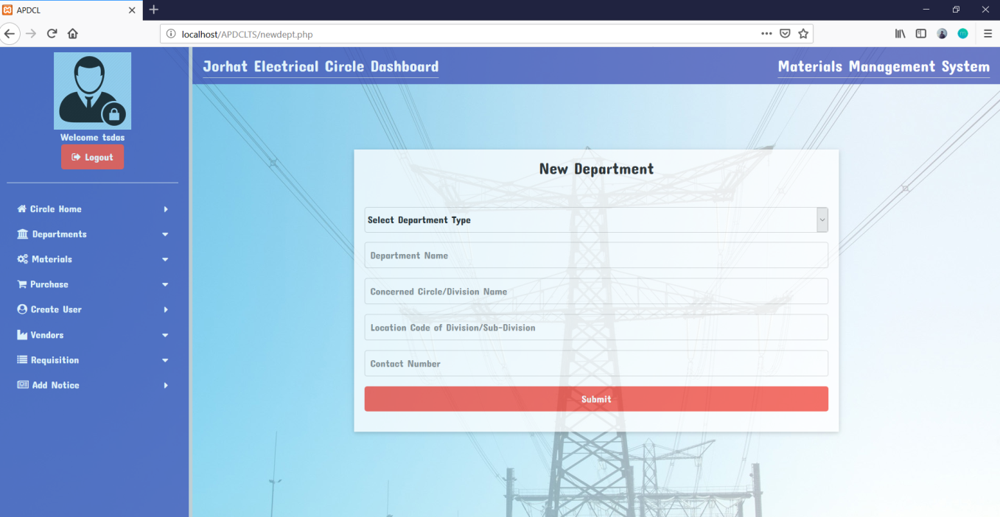 APDCL
localhost/APDCLTS/newdept.php
Jorhat Electrical Circle Dashboard
Materials Management System
Welcome tsdas
Logout
Circle Home
Departments
Materials
Purchase
Create User
Vendors
Requisition
Add Notice
New Department
Select Department Type
Department Name
Concerned Circle/Division Name
Location Code of Division/Sub-Division
Contact Number
Submit